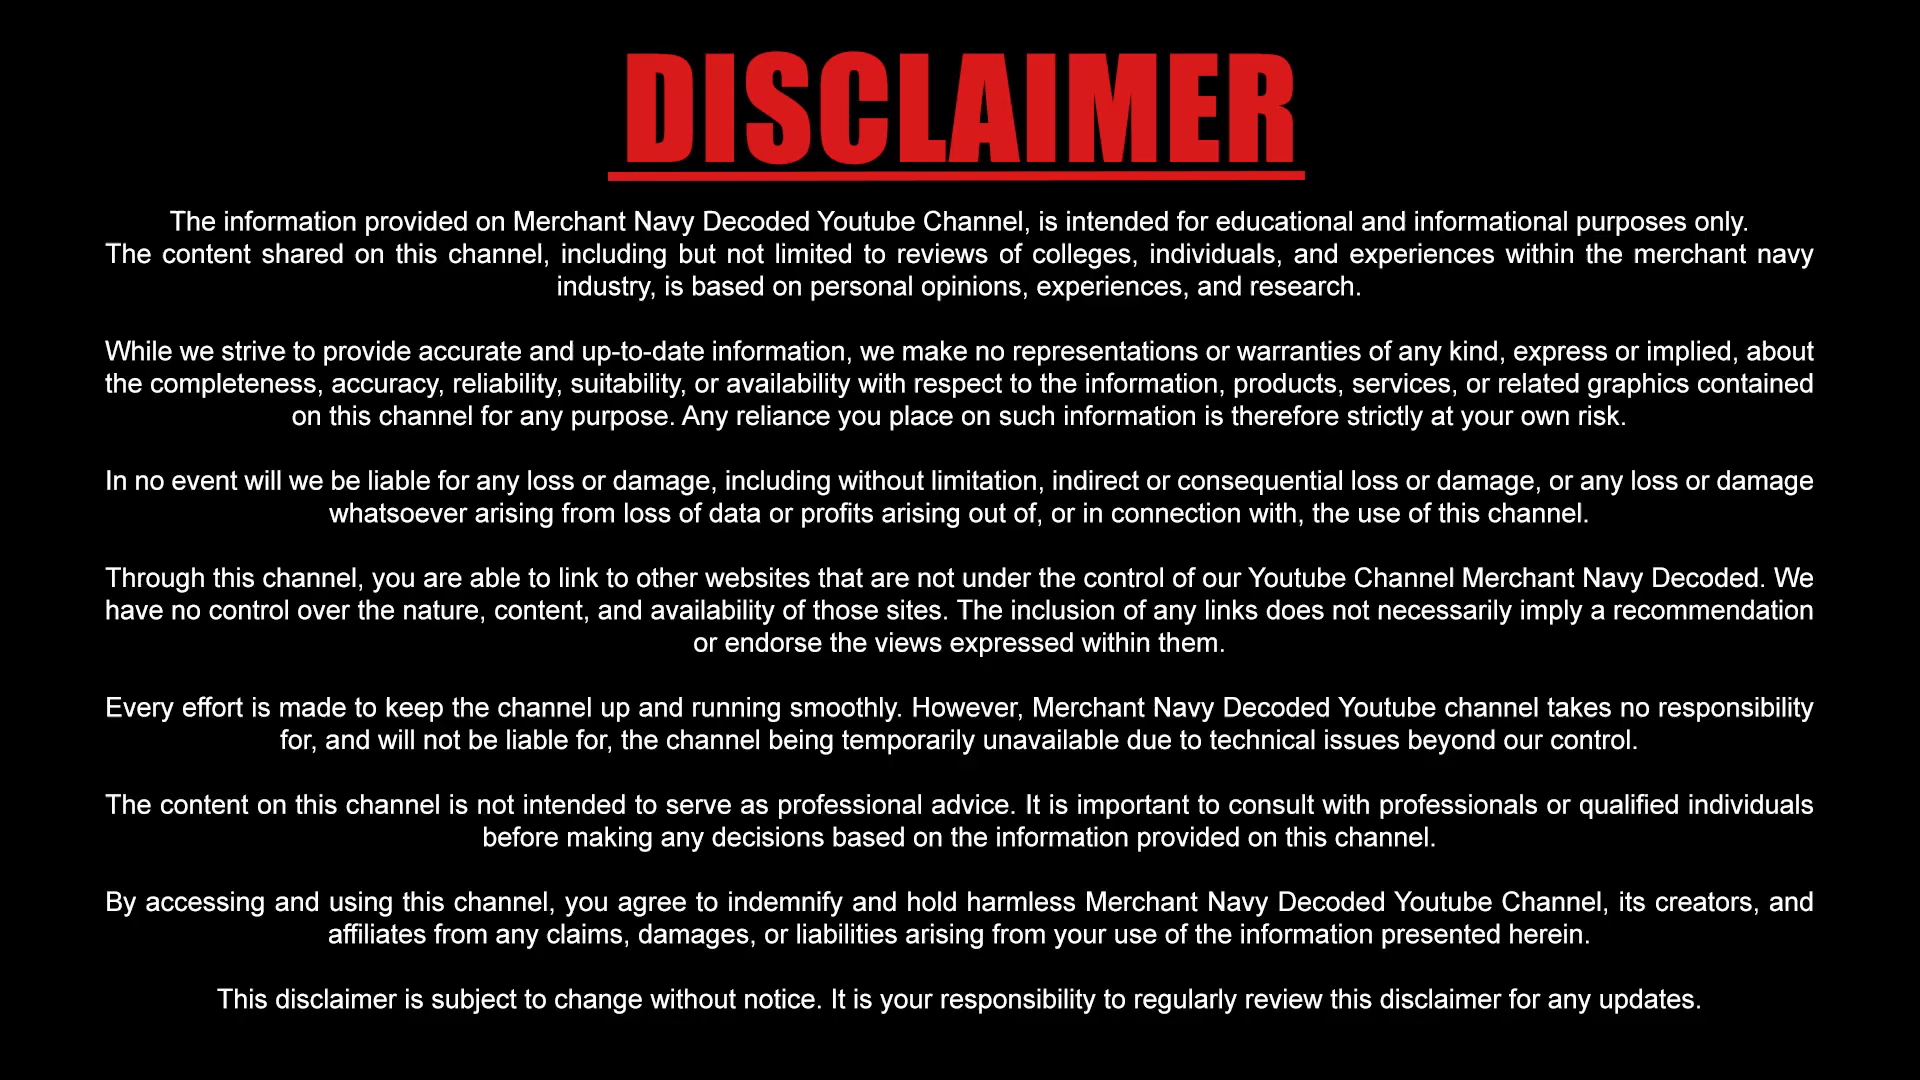 DISCLAIMER
The information provided on Merchant Navy Decoded Youtube Channel, is intended for educational and informational purposes only.
The content shared on this channel, including but not limited to reviews of colleges, individuals, and experiences within the merchant navy
industry, is based on personal opinions, experiences, and research.
While we strive to provide accurate and up-to-date information, we make no representations or warranties of any kind, express or implied, about
the completeness, accuracy, reliability, suitability, or availability with respect to the information, products, services, or related graphics contained
on this channel for any purpose. Any reliance you place on such information is therefore strictly at your own risk.
In no event will we be liable for any loss or damage, including without limitation, indirect or consequential loss or damage, or any loss or damage
whatsoever arising from loss of data or profits arising out of, or in connection with, the use of this channel.
Through this channel, you are able to link to other websites that are not under the control of our Youtube Channel Merchant Navy Decoded. We
have no control over the nature, content, and availability of those sites. The inclusion of any links does not necessarily imply a recommendation
or endorse the views expressed within them.
Every effort is made to keep the channel up and running smoothly. However, Merchant Navy Decoded Youtube channel takes no responsibility
for, and will not be liable for, the channel being temporarily unavailable due to technical issues beyond our control.
The content on this channel is not intended to serve as professional advice. It is important to consult with professionals or qualified individuals
before making any decisions based on the information provided on this channel.
By accessing and using this channel, you agree to indemnify and hold harmless Merchant Navy Decoded Youtube Channel, its creators, and
affiliates from any claims, damages, or liabilities arising from your use of the information presented herein.
This disclaimer is subject to change without notice. It is your responsibility to regularly review this disclaimer for any updates.